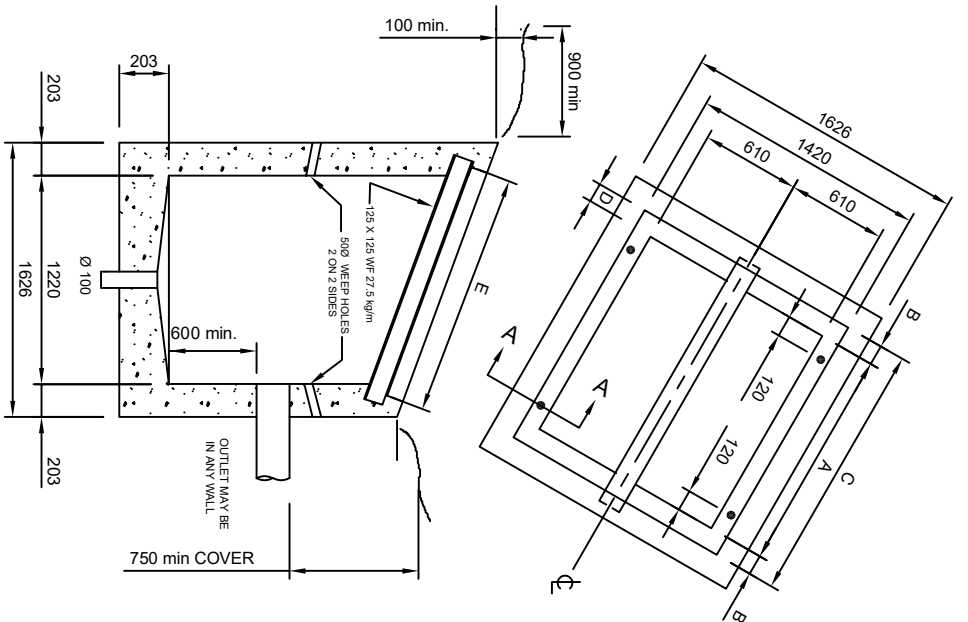 100 min.
900 min
203
203
1626
1220
203
Ø 100
600 min.
125 X 125 WF 27.5 kg/m
50Ø WEEP HOLES
2 ON 2 SIDES
E
OUTLET MAY BE
IN ANY WALL
750 min COVER
1626
1420
610
610
D
B
A
A
120
120
C
A
B
CL